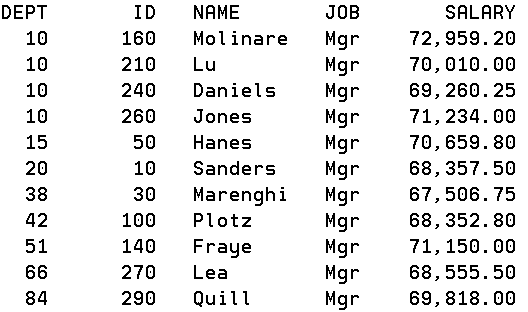 DEPT ID NAME JOB SALARY
10 160 Molinare Mgr 72,959.20
10 210 Lu Mgr 70,010.00
10 240 Daniels Mgr 69,260.25
10 260 Jones Mgr 71,234.00
15 50 Hanes Mgr 70,659.80
20 10 Sanders Mgr 68,357.50
38 30 Marenghi Mgr 67,506.75
42 100 Plotz Mgr 68,352.80
51 140 Fraye Mgr 71,150.00
66 270 Lea Mgr 68,555.50
84 290 Quill Mgr 69,818.00